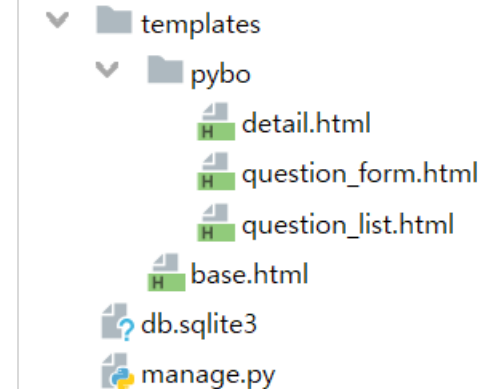 templates
pybo
H detail.html
H question_form.html
H question_list.html
H base.html
? db.sqlite3
manage.py